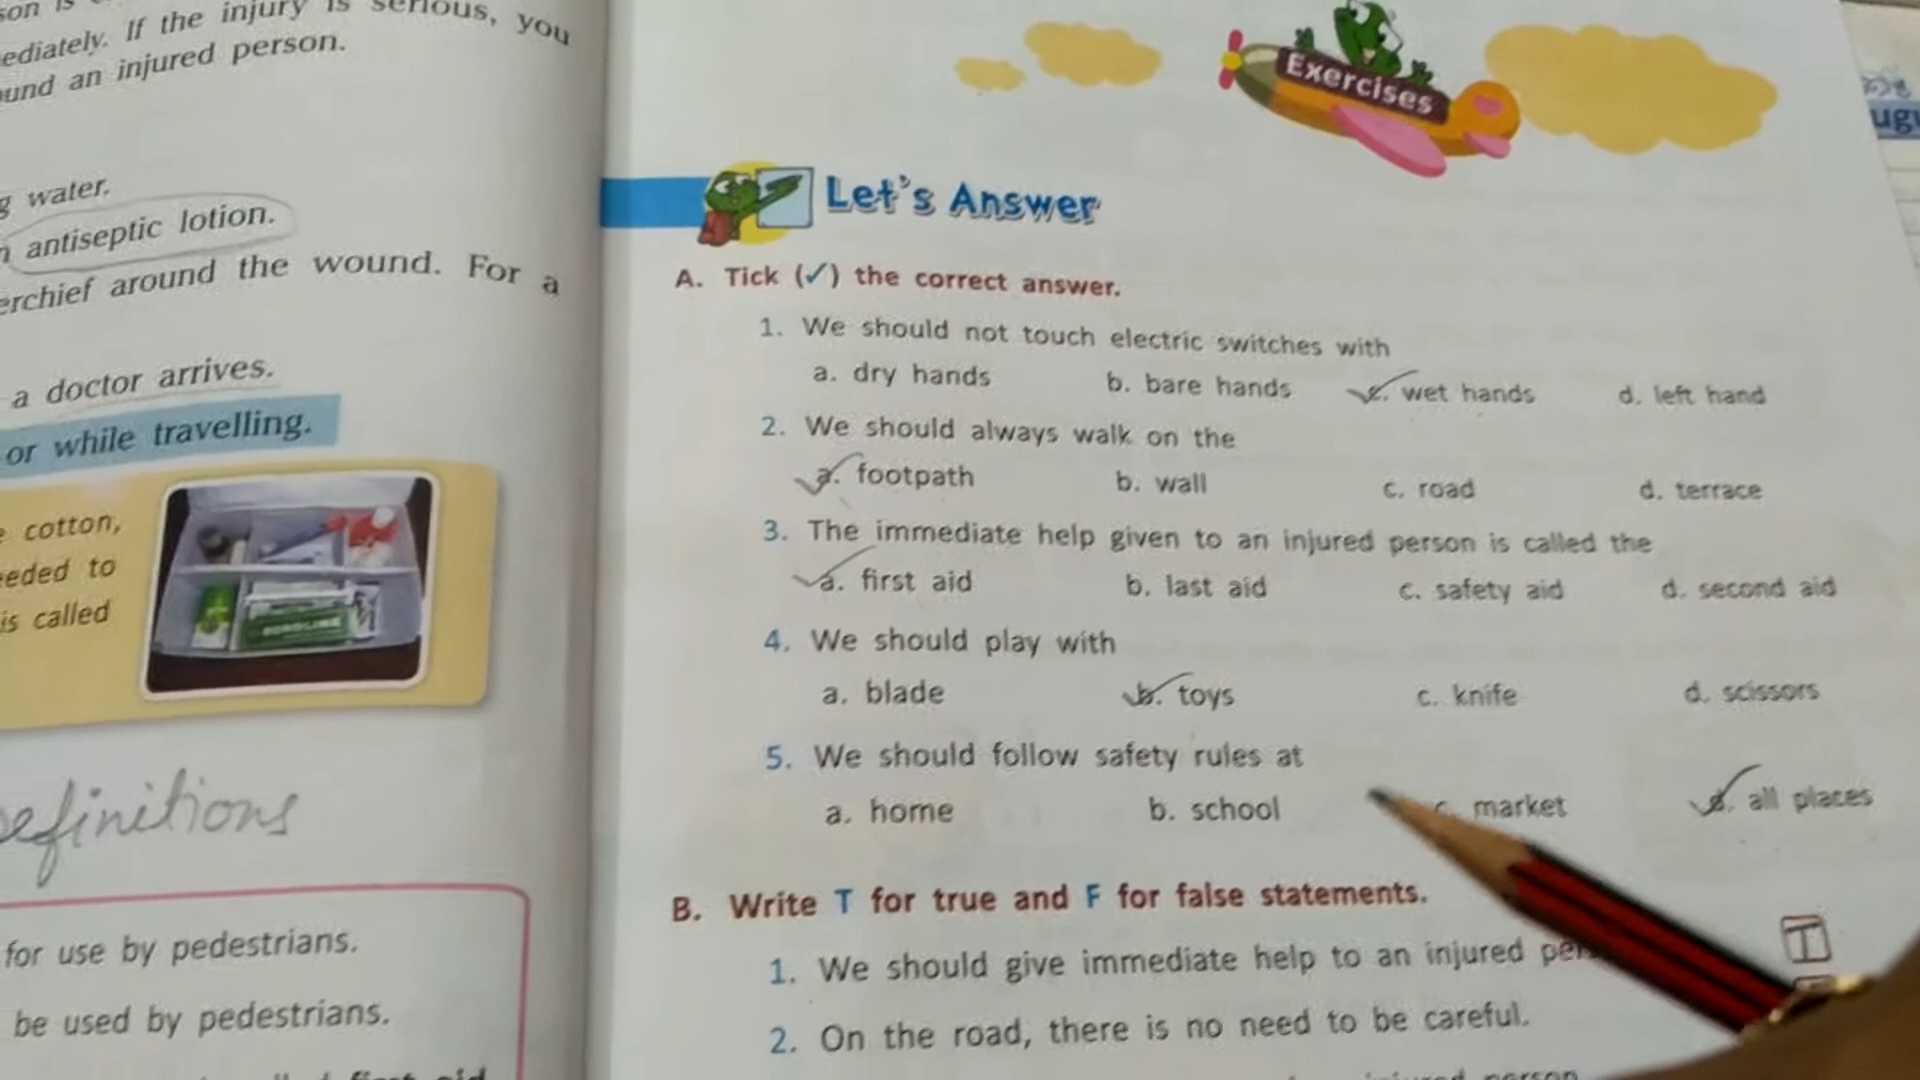 ediately. If the injury is serious, you
und an injured person.
water.
antiseptic lotion.
erchief around the wound. For a
a doctor arrives.
or while travelling.
cotton,
eeded to
is called
BOROLINE
efinitions
for use by pedestrians.
be used by pedestrians.
Exercises
Let's Answer
A. Tick (✓) the correct answer.
1. We should not touch electric switches with
a. dry hands b. bare hands c. wet hands d. left hand
2. We should always walk on the
a. footpath b. wall c. road d. terrace
3. The immediate help given to an injured person is called the
a. first aid b. last aid c. safety aid d. second aid
4. We should play with
a. blade b. toys c. knife d. scissors
5. We should follow safety rules at
a. home b. school c. market d. all places
B. Write T for true and F for false statements.
1. We should give immediate help to an injured T
2. On the road, there is no need to be careful.
injured person